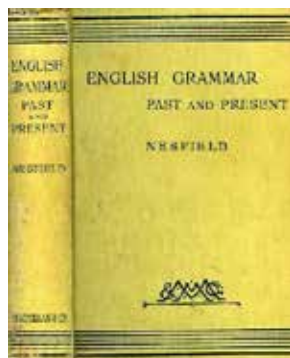 ENGLISH
GRAMMAR
PAST
AND
PRESENT
NESFIELD
ENGLISH GRAMMAR
PAST AND PRESENT
NESFIELD